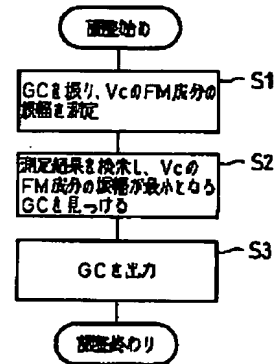 調整始め
S1
GCを振り、VcのFM成分の
振幅を測定
S2
測定結果を検索し、Vcの
FM成分の振幅が最小となる
GCを見つける
S3
GCを出力
調整終わり